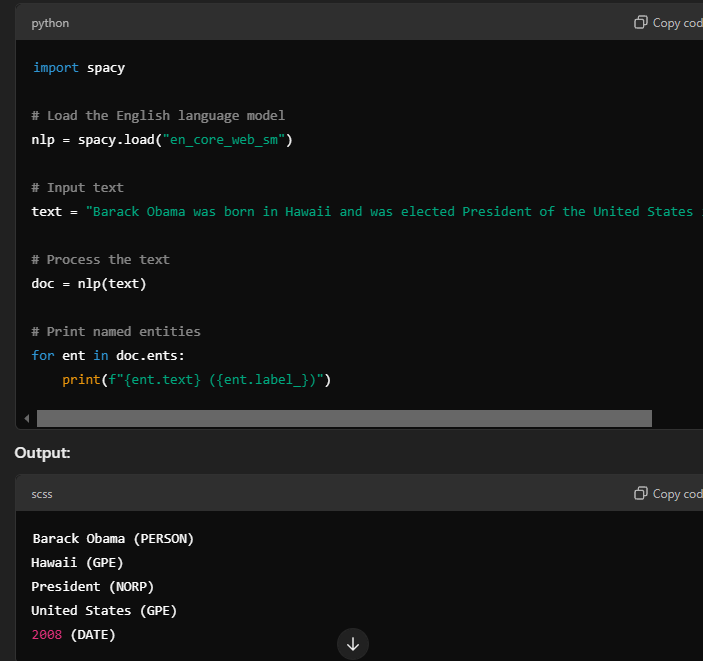 python
Copy cod
import spacy
# Load the English language model
nlp = spacy.load("en_core_web_sm")
# Input text
text = "Barack Obama was born in Hawaii and was elected President of the United States
# Process the text
doc = nlp(text)
# Print named entities
for ent in doc.ents:
    print(f"{ent.text} ({ent.label_})")
Output:
scss
Copy cod
Barack Obama (PERSON)
Hawaii (GPE)
President (NORP)
United States (GPE)
2008 (DATE)